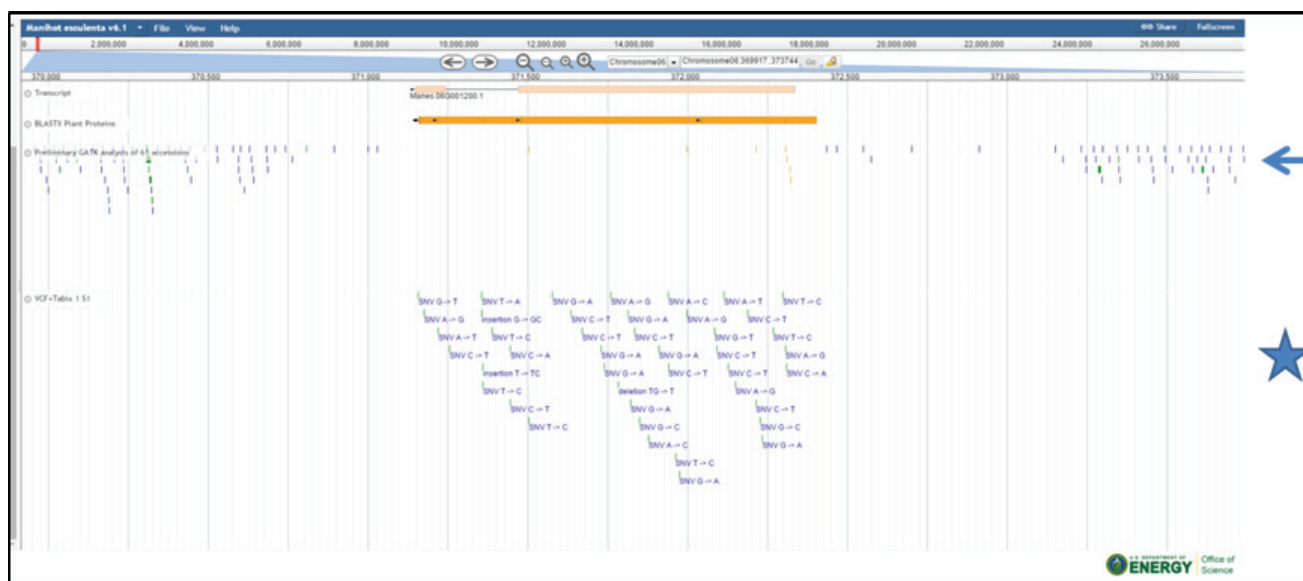 Manihot esculenta v6.1 File View Help Share Fullscreen
0 2,000,000 4,000,000 6,000,000 8,000,000 10,000,000 12,000,000 14,000,000 16,000,000 18,000,000 20,000,000 22,000,000 24,000,000 26,000,000
Chromosome06 Chromosome06:369917..373744 Go
370,000 370,500 371,000 371,500 372,000 372,500 373,000 373,500
Transcript
Manes.06G001200.1
BLASTX Plant Proteins
Preliminary GATK analysis of 61 accessions
VCF+Tabix 1 S1
SNV G -> T SNV T -> A SNV G -> A SNV A -> G SNV A -> C SNV A -> T SNV T -> C
SNV A -> G insertion G -> GC SNV C -> T SNV G -> A SNV A -> G SNV C -> T
SNV A -> T SNV T -> C SNV C -> T SNV C -> T SNV G -> T SNV T -> C
SNV C -> T SNV C -> A SNV G -> A SNV G -> A SNV C -> T SNV A -> G
insertion T -> TC SNV G -> A SNV C -> T SNV C -> T SNV C -> A
SNV T -> C deletion TG -> T SNV A -> G
SNV C -> T SNV G -> A SNV C -> T
SNV T -> C SNV G -> C SNV G -> C
SNV A -> C SNV G -> A
SNV T -> C
SNV G -> A
U.S. DEPARTMENT OF
ENERGY
Office of
Science